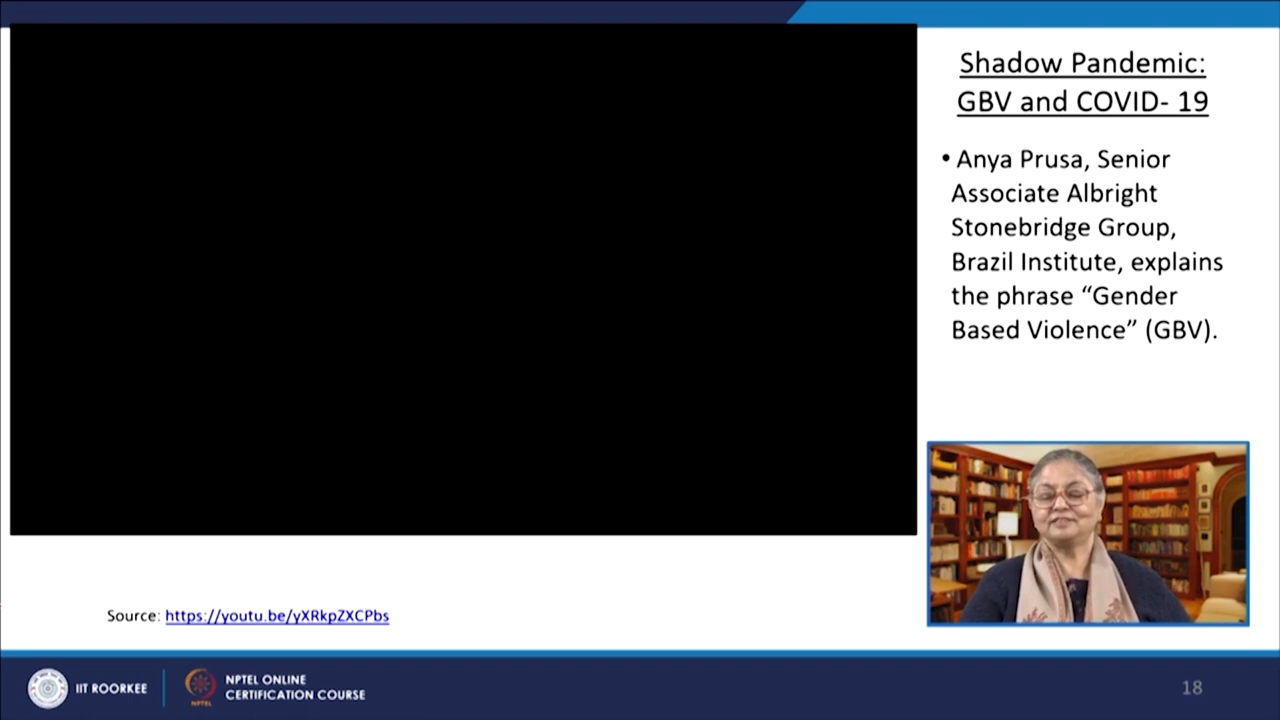 Shadow Pandemic:
GBV and COVID- 19
• Anya Prusa, Senior
Associate Albright
Stonebridge Group,
Brazil Institute, explains
the phrase “Gender
Based Violence” (GBV).
Source: https://youtu.be/yXRkpZXCPbs
IIT ROORKEE
NPTEL
NPTEL ONLINE
CERTIFICATION COURSE
18